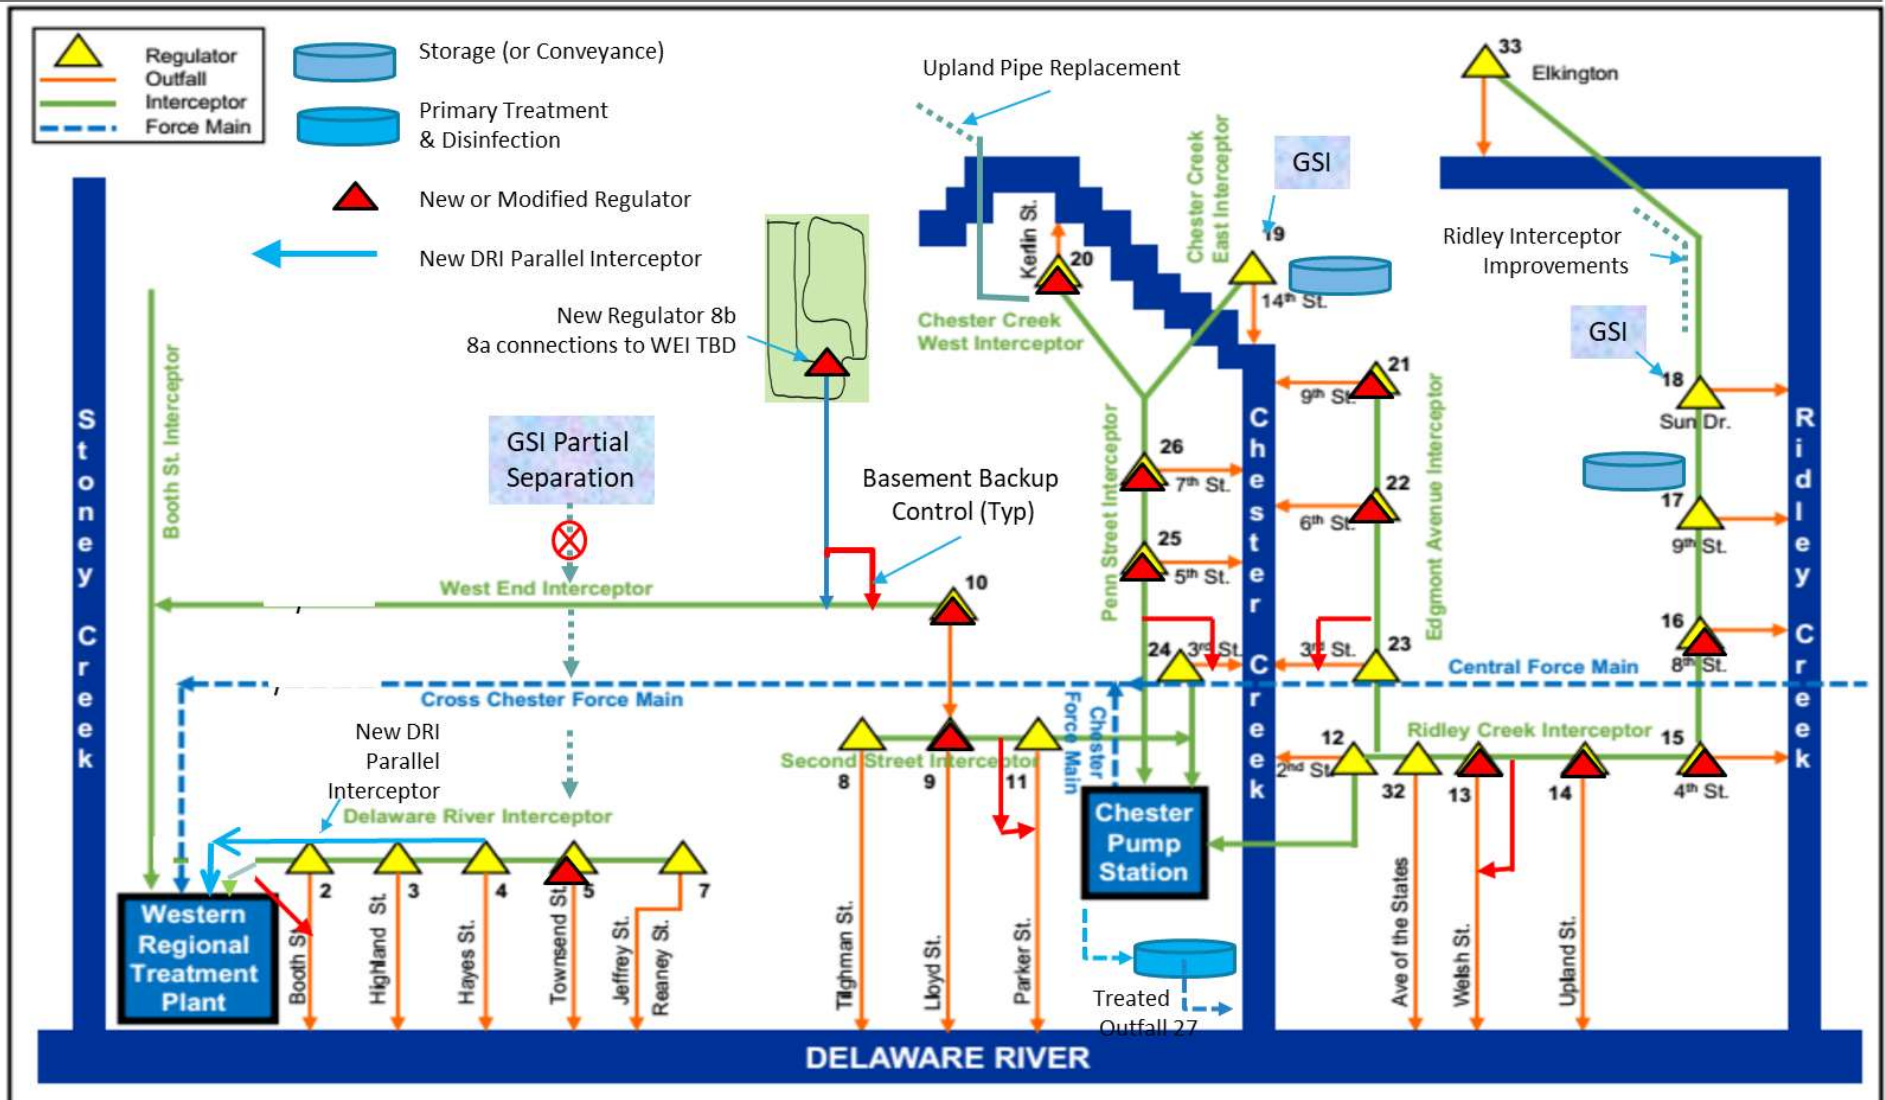 Regulator
Outfall
Interceptor
Force Main
Storage (or Conveyance)
Primary Treatment
& Disinfection
New or Modified Regulator
New DRI Parallel Interceptor
Upland Pipe Replacement
33
Elkington
Chester Creek
East Interceptor
GSI
19
14th St.
Kerlin St.
20
Chester Creek
West Interceptor
Ridley Interceptor
Improvements
GSI
18
Sun Dr.
New Regulator 8b
8a connections to WEI TBD
Booth St. Interceptor
Stoney Creek
GSI Partial
Separation
Basement Backup
Control (Typ)
West End Interceptor
10
Penn Street Interceptor
26
7th St.
25
5th St.
24
3rd St.
Chester Creek
21
9th St.
22
6th St.
Edgmont Avenue Interceptor
3rd St.
23
17
9th St.
16
8th St.
Ridley Creek
Central Force Main
Cross Chester Force Main
Chester
Force Main
New DRI
Parallel
Interceptor
Delaware River Interceptor
Second Street Interceptor
8
9
11
12
2nd St.
Ridley Creek Interceptor
32
13
14
15
4th St.
Chester
Pump
Station
Western
Regional
Treatment
Plant
2
3
4
5
7
Booth St.
Highland St.
Hayes St.
Townsend St.
Jeffrey St.
Reaney St.
Tilghman St.
Lloyd St.
Parker St.
Treated
Outfall 27
Ave of the States
Welsh St.
Upland St.
DELAWARE RIVER